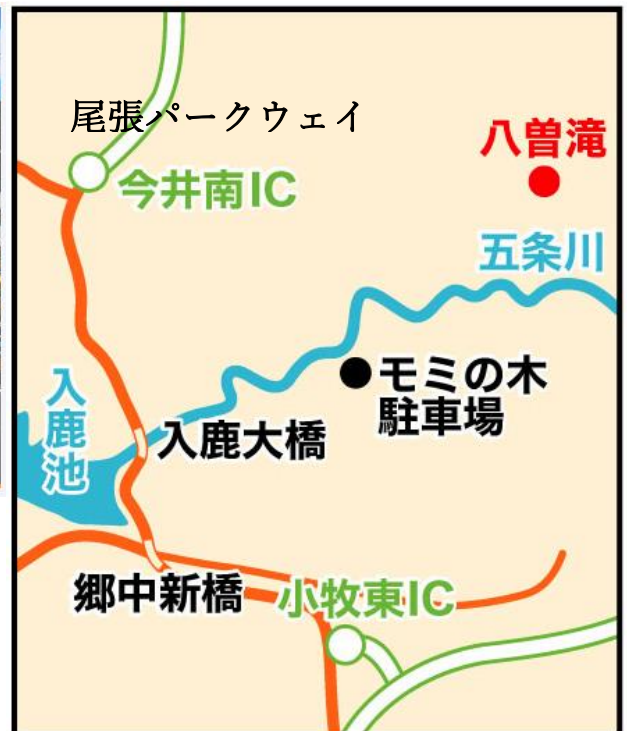 尾張パークウェイ
八曽滝
今井南IC
五条川
モミの木
駐車場
入鹿池
入鹿大橋
郷中新橋
小牧東IC